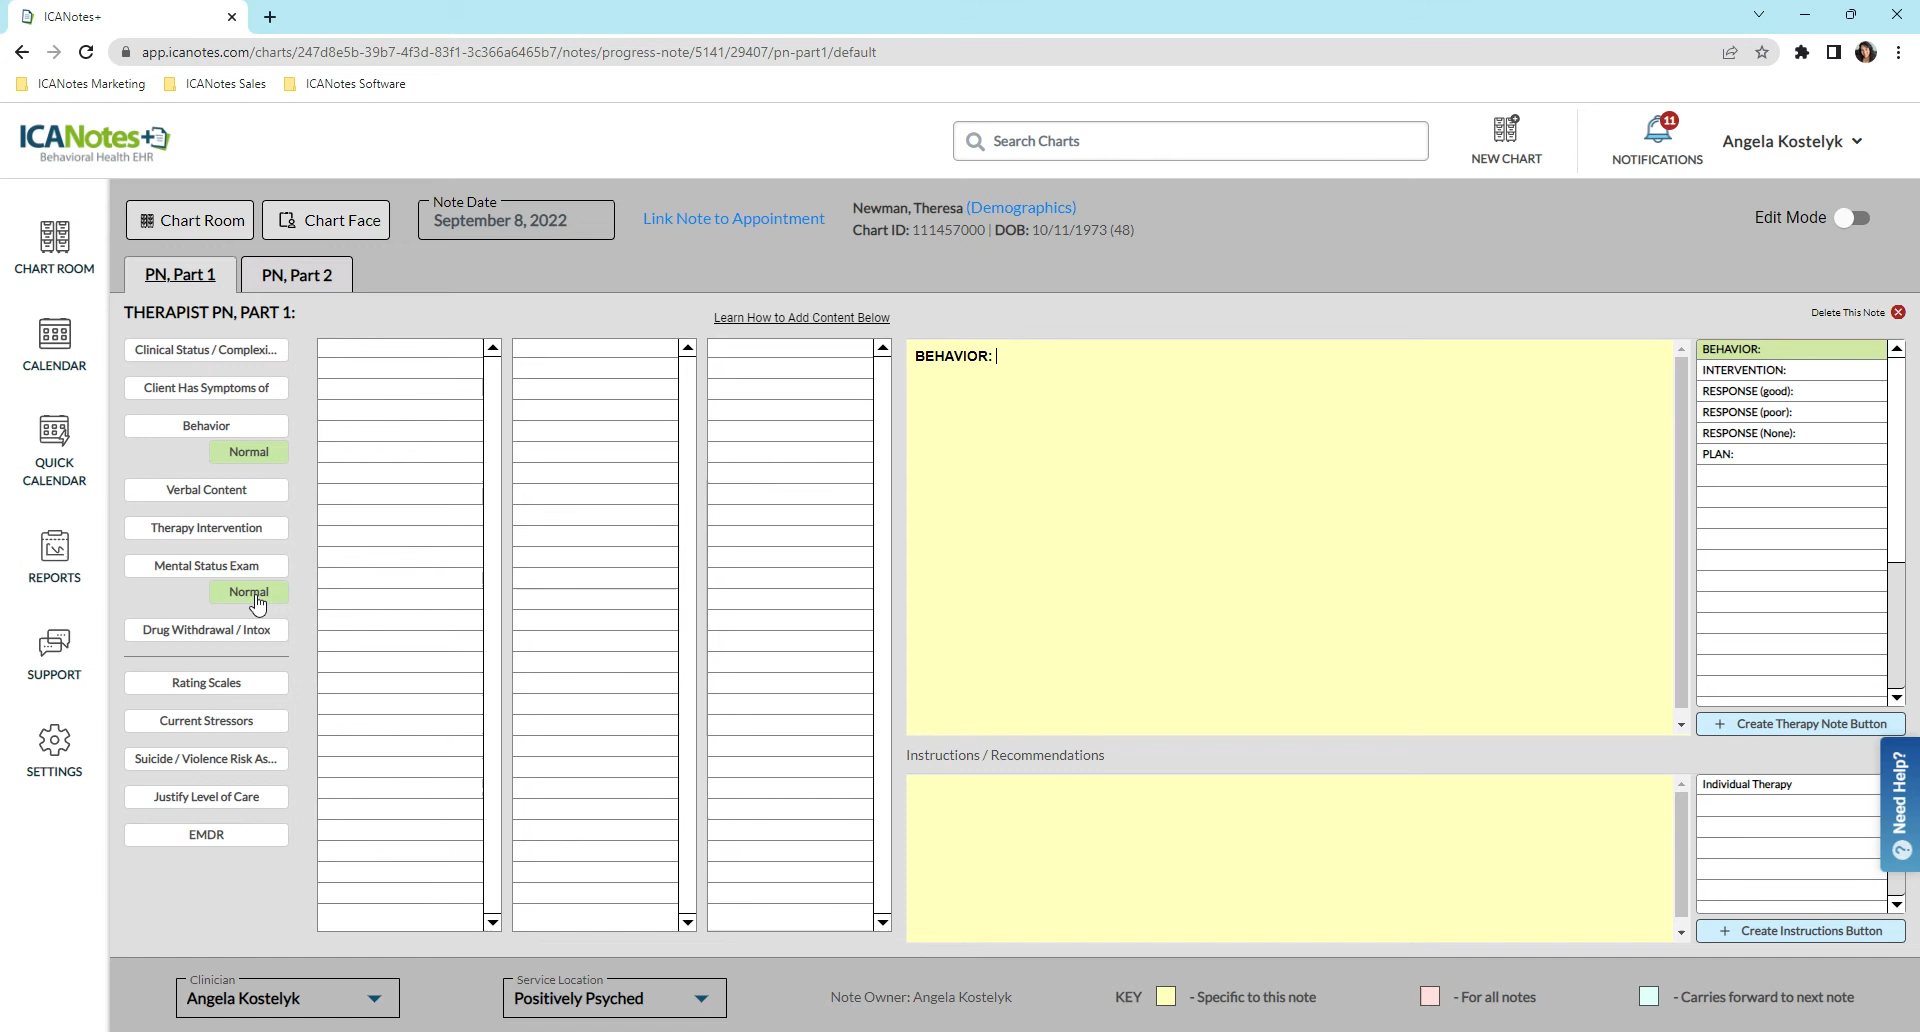 ICANotes+
app.icanotes.com/charts/247d8e5b-39b7-4f3d-83f1-3c366a6465b7/notes/progress-note/5141/29407/pn-part1/default
ICANotes Marketing
ICANotes Sales
ICANotes Software
ICANotes+
Behavioral Health EHR
Search Charts
NEW CHART
11
NOTIFICATIONS
Angela Kostelyk
CHART ROOM
CALENDAR
QUICK
CALENDAR
REPORTS
SUPPORT
SETTINGS
Chart Room
Chart Face
Note Date
September 8, 2022
Link Note to Appointment
Newman, Theresa (Demographics)
Chart ID: 111457000 | DOB: 10/11/1973 (48)
Edit Mode
PN, Part 1
PN, Part 2
THERAPIST PN, PART 1:
Learn How to Add Content Below
Delete This Note
Clinical Status / Complexi...
Client Has Symptoms of
Behavior
Normal
Verbal Content
Therapy Intervention
Mental Status Exam
Normal
Drug Withdrawal / Intox
Rating Scales
Current Stressors
Suicide / Violence Risk As...
Justify Level of Care
EMDR
BEHAVIOR:
BEHAVIOR:
INTERVENTION:
RESPONSE (good):
RESPONSE (poor):
RESPONSE (None):
PLAN:
+ Create Therapy Note Button
Instructions / Recommendations
Individual Therapy
+ Create Instructions Button
? Need Help?
Clinician
Angela Kostelyk
Service Location
Positively Psyched
Note Owner: Angela Kostelyk
KEY
- Specific to this note
- For all notes
- Carries forward to next note